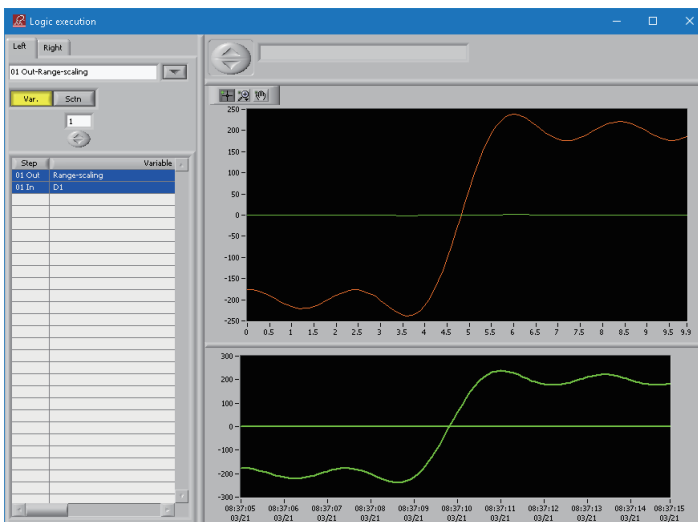 Logic execution
Left Right
01 Out-Range-scaling
Var. Sctn
1
Step Variable
01 Out Range-scaling
01 In D1
250
200
150
100
50
0
-50
-100
-150
-200
-250
0 0.5 1 1.5 2 2.5 3 3.5 4 4.5 5 5.5 6 6.5 7 7.5 8 8.5 9 9.5 9.9
300
200
100
0
-100
-200
-300
08:37:05 08:37:06 08:37:07 08:37:08 08:37:09 08:37:10 08:37:11 08:37:12 08:37:13 08:37:14 08:37:15
03/21 03/21 03/21 03/21 03/21 03/21 03/21 03/21 03/21 03/21 03/21